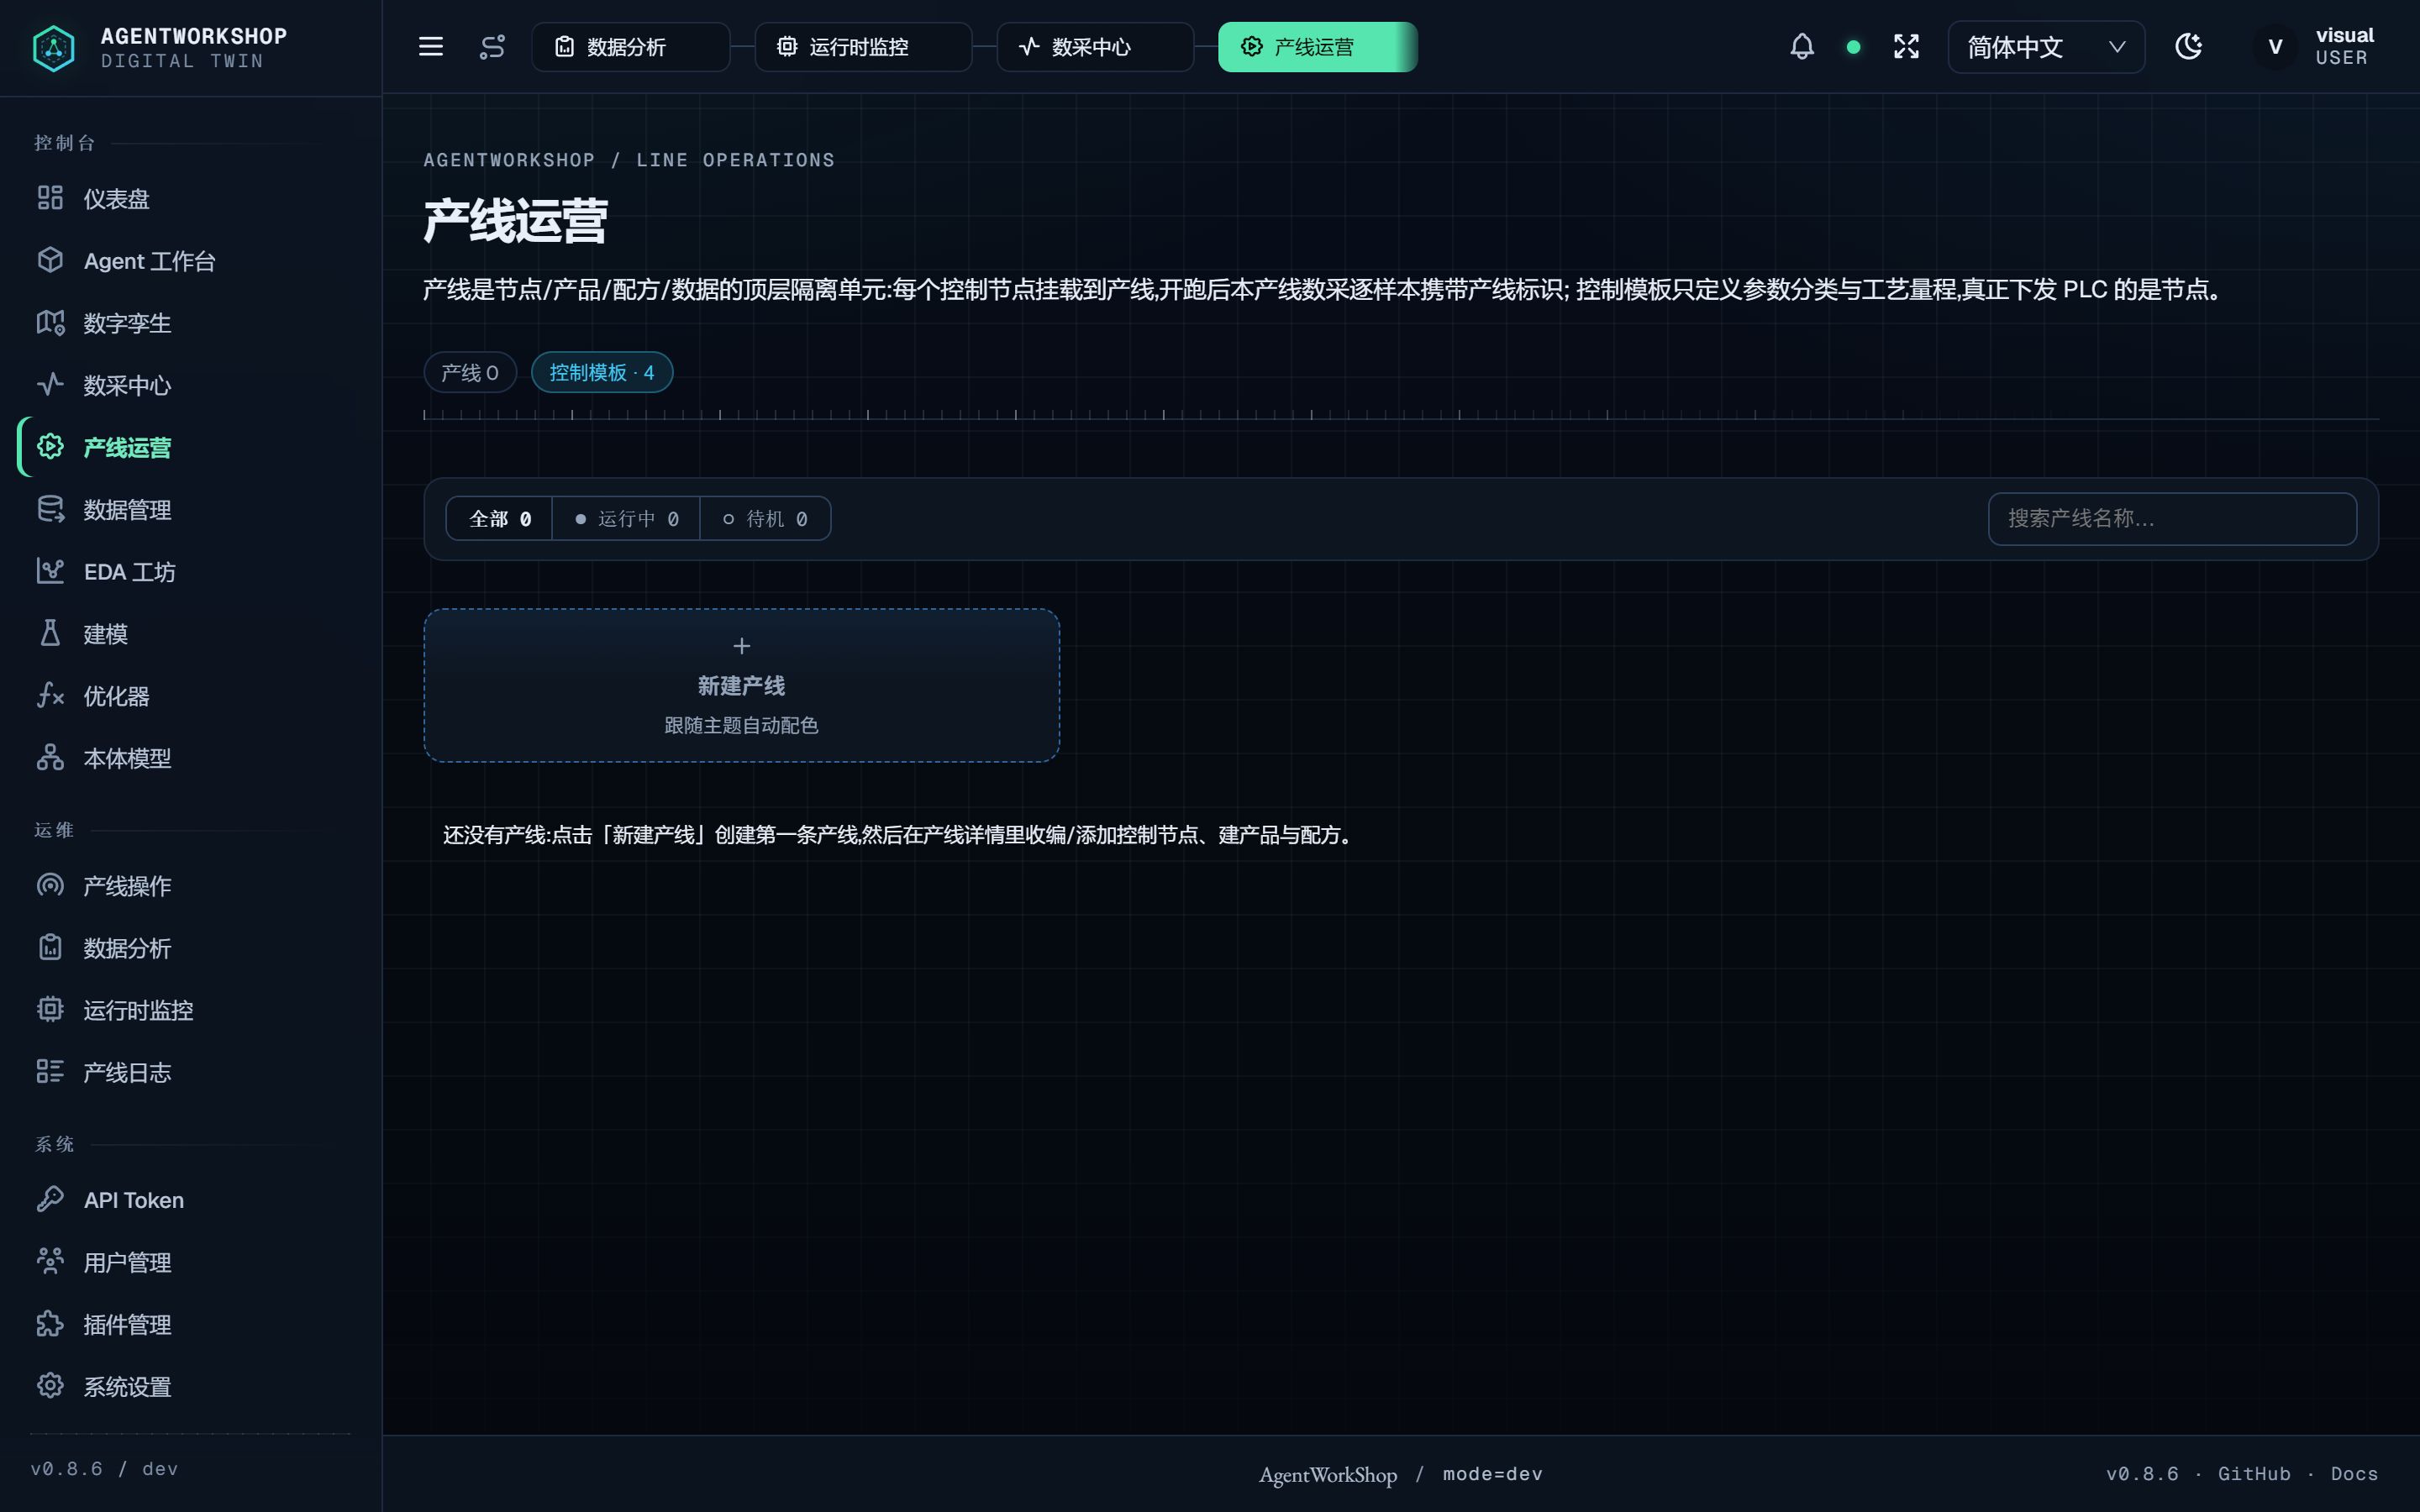 AGENTWORKSHOP
DIGITAL TWIN
数据分析
运行时监控
数采中心
产线运营
简体中文
V
visual
USER
控制台
仪表盘
Agent 工作台
数字孪生
数采中心
产线运营
数据管理
EDA 工坊
建模
优化器
本体模型
运维
产线操作
数据分析
运行时监控
产线日志
系统
API Token
用户管理
插件管理
系统设置
v0.8.6 / dev
AGENTWORKSHOP / LINE OPERATIONS
产线运营
产线是节点/产品/配方/数据的顶层隔离单元:每个控制节点挂载到产线,开跑后本产线数采逐样本携带产线标识; 控制模板只定义参数分类与工艺量程,真正下发 PLC 的是节点。
产线 0
控制模板 · 4
全部 0
运行中 0
待机 0
搜索产线名称...
+
新建产线
跟随主题自动配色
还没有产线:点击「新建产线」创建第一条产线,然后在产线详情里收编/添加控制节点、建产品与配方。
AgentWorkShop / mode=dev
v0.8.6 · GitHub · Docs